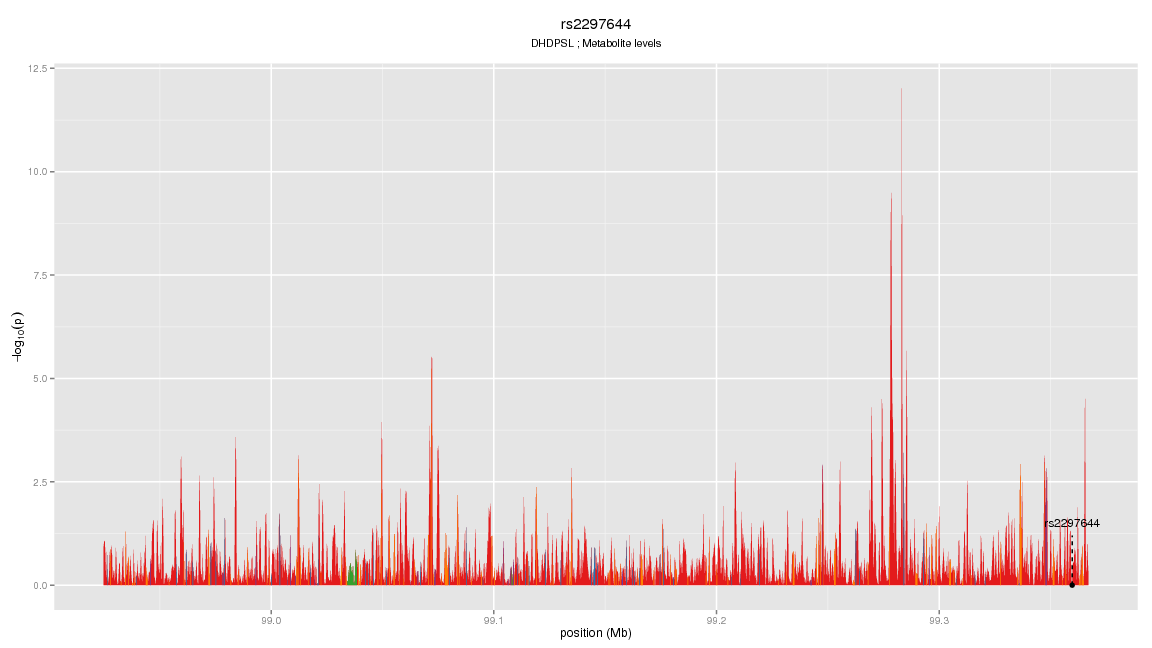 rs2297644
DHDPSL ; Metabolite levels
12.5
10.0
7.5
5.0
2.5
0.0
−log10(p)
rs2297644
99.0
99.1
99.2
99.3
position (Mb)